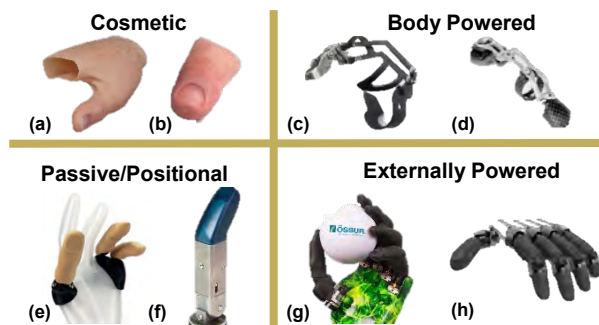 Cosmetic
Body Powered
(a)
(b)
(c)
(d)
Passive/Positional
Externally Powered
ÖSSUR
(e)
(f)
(g)
(h)